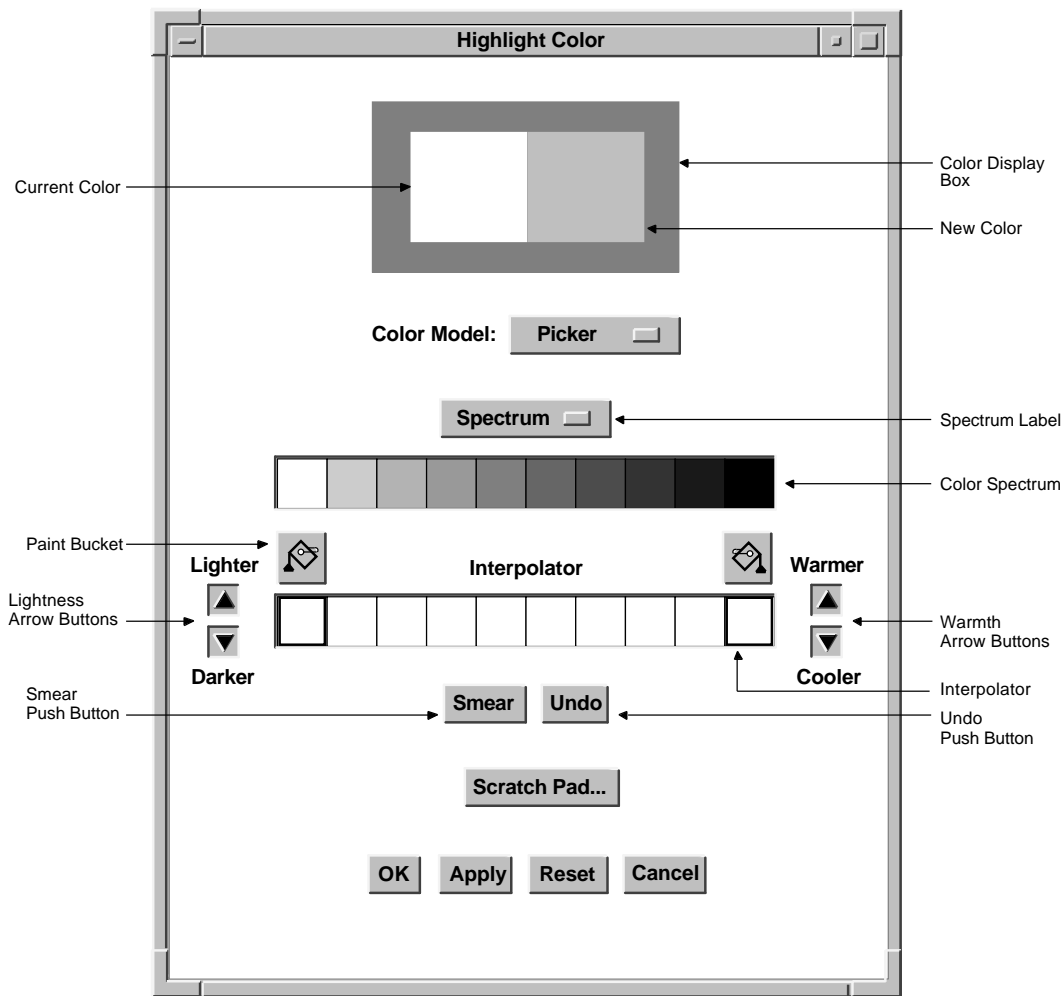 Highlight Color
Color Display
Box
Current Color
New Color
Color Model:
Picker
Spectrum
Spectrum Label
Color Spectrum
Paint Bucket
Lighter
Interpolator
Warmer
Lightness
Arrow Buttons
Warmth
Arrow Buttons
Darker
Cooler
Smear
Push Button
Smear
Undo
Interpolator
Undo
Push Button
Scratch Pad...
OK
Apply
Reset
Cancel